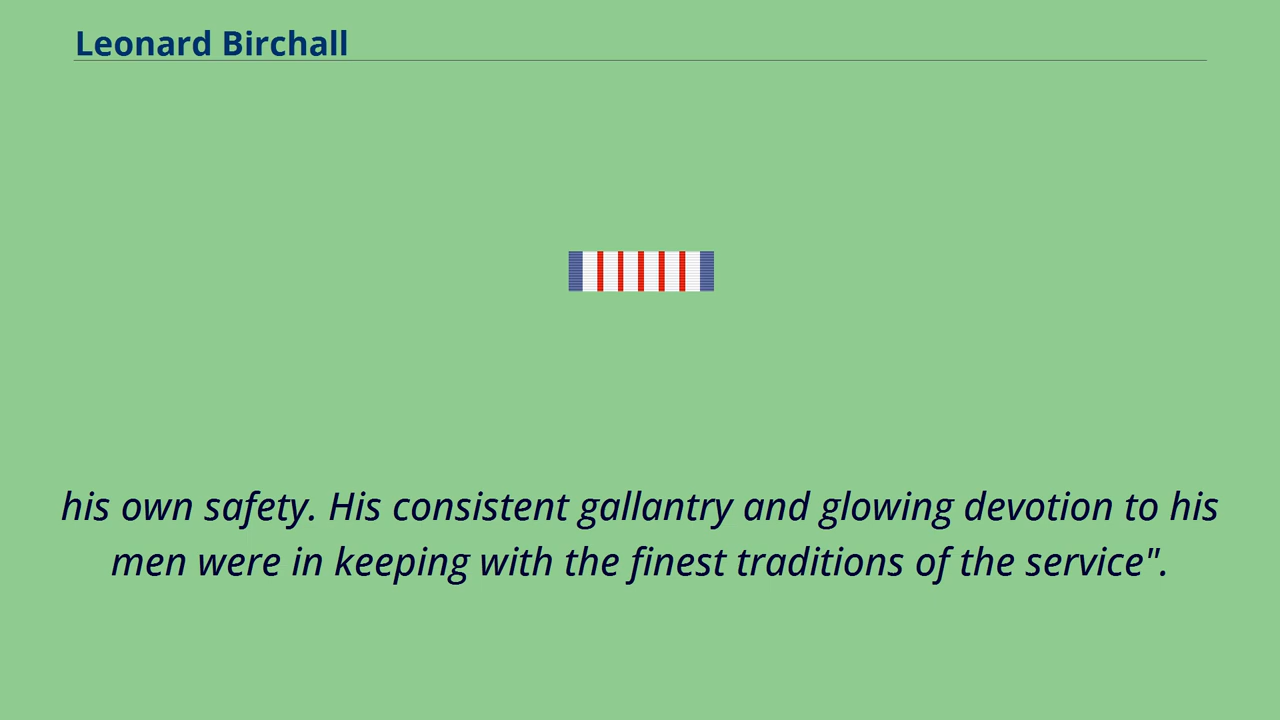 Leonard Birchall
his own safety. His consistent gallantry and glowing devotion to his
men were in keeping with the finest traditions of the service".